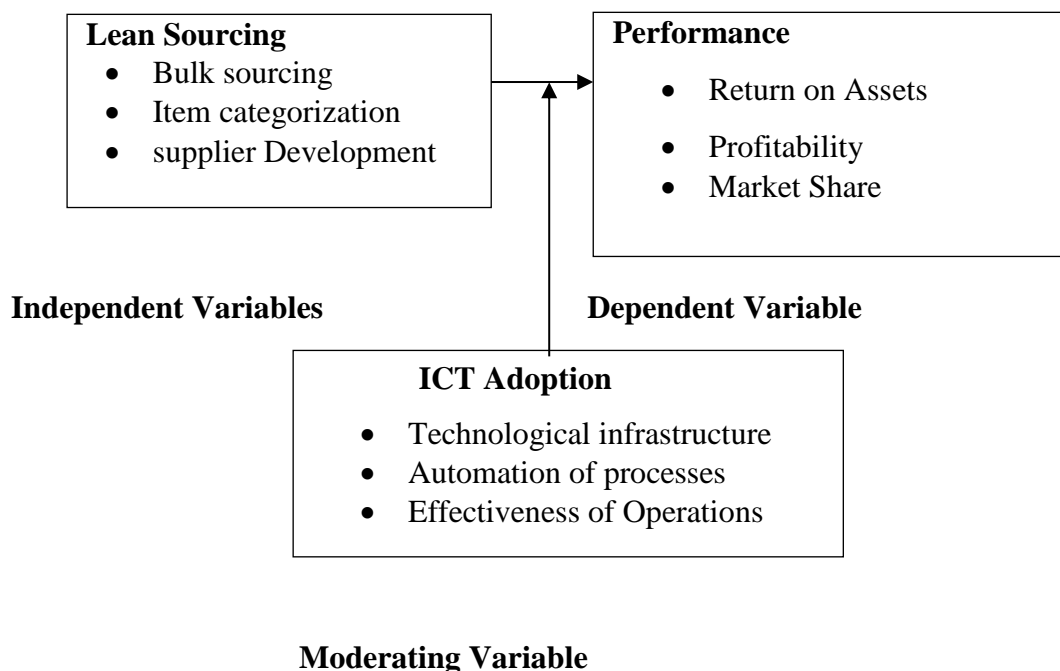 Lean Sourcing
• Bulk sourcing
• Item categorization
• supplier Development
Performance
• Return on Assets
• Profitability
• Market Share
Independent Variables
Dependent Variable
ICT Adoption
• Technological infrastructure
• Automation of processes
• Effectiveness of Operations
Moderating Variable